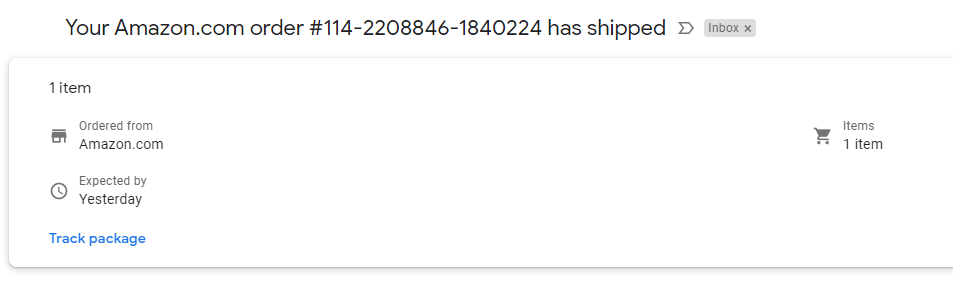 Your Amazon.com order #114-2208846-1840224 has shipped
Inbox ×
1 item
Ordered from
Amazon.com
Items
1 item
Expected by
Yesterday
Track package